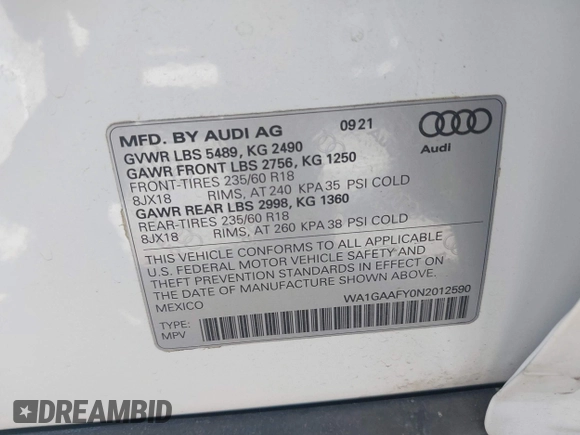 MFD. BY AUDI AG 09 21
GVWR LBS 5489, KG 2490
GAWR FRONT LBS 2756, KG 1250
FRONT-TIRES 235/60 R18
8JX18 RIMS, AT 240 KPA 35 PSI COLD
GAWR REAR LBS 2998, KG 1360
REAR-TIRES 235/60 R18
8JX18 RIMS, AT 260 KPA 38 PSI COLD
Audi
THIS VEHICLE CONFORMS TO ALL APPLICABLE
U.S. FEDERAL MOTOR VEHICLE SAFETY AND
THEFT PREVENTION STANDARDS IN EFFECT ON
THE DATE OF MANUFACTURE SHOWN ABOVE.
MEXICO
WA1GAAFY0N2012590
TYPE:
MPV
DREAMBID